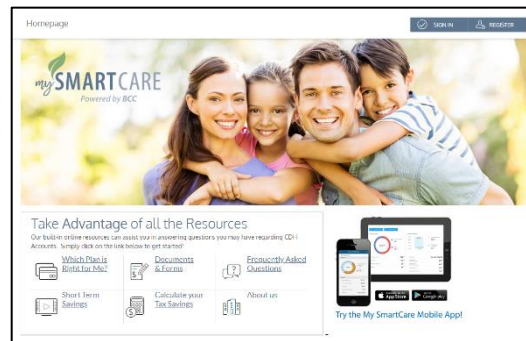 Homepage
SIGN IN
REGISTER
my SMARTCARE
Powered by BCC
Take Advantage of all the Resources
Our built-in online resources can assist you in answering questions you may have regarding CDH
Accounts. Simply click on the link below to get started!
Which Plan is
Right for Me?
Documents
& Forms
Frequently Asked
Questions
Short Term
Savings
Calculate your
Tax Savings
About us
App Store
Google play
Try the My SmartCare Mobile App!